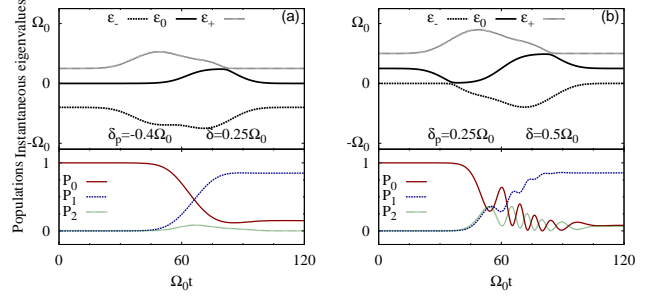 Instantaneous eigenvalues
Populations
Ω₀
0
-Ω₀
ε₋ ε₀ ε₊ (a)
δₚ=-0.4Ω₀ δ=0.25Ω₀
1
0
P₀
P₁
P₂
0 60 120
Ω₀t
Ω₀
0
-Ω₀
ε₋ ε₀ ε₊ (b)
δₚ=0.25Ω₀ δ=0.5Ω₀
1
0
P₀
P₁
P₂
0 60 120
Ω₀t